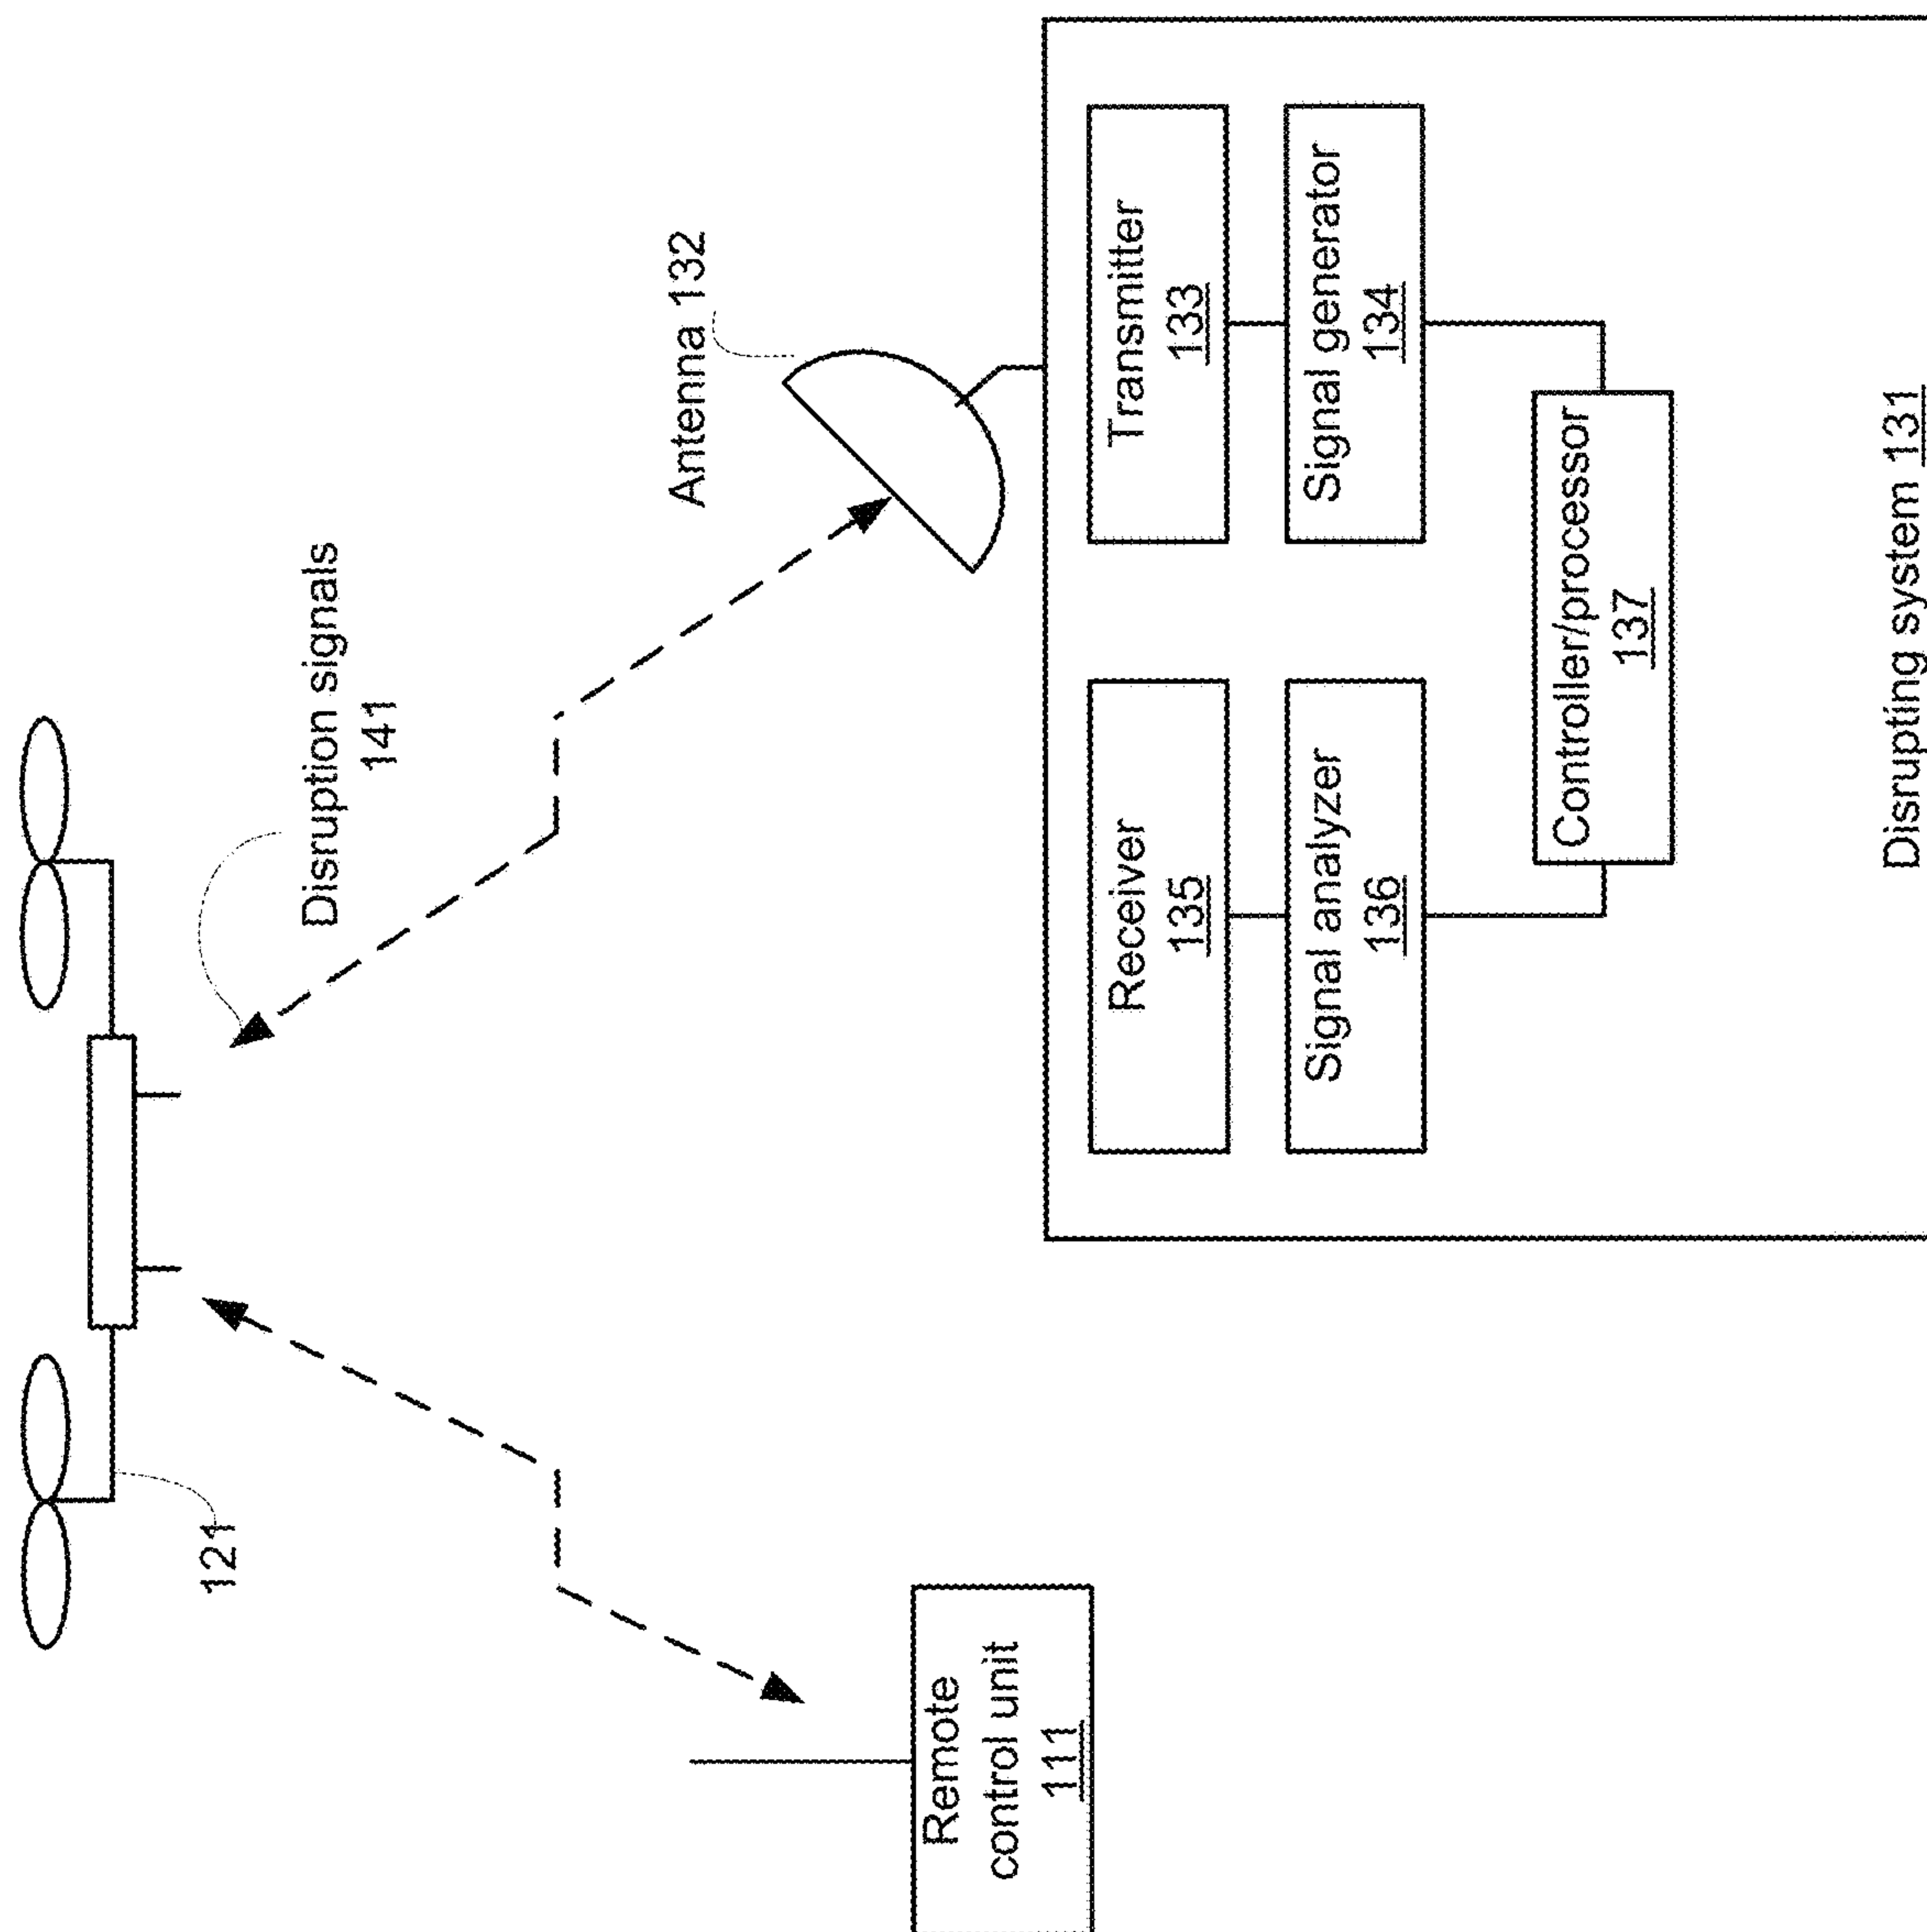 121
Disruption signals
141
Antenna 132
Remote
control unit
111
Receiver
135
Transmitter
133
Signal analyzer
136
Signal generator
134
Controller/processor
137
Disrupting system 131